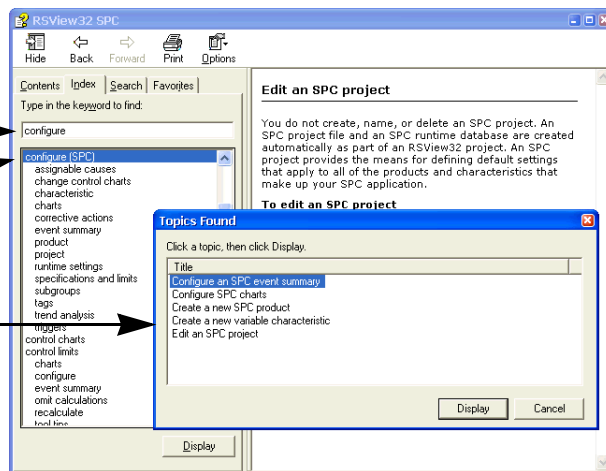 RSView32 SPC
Hide Back Forward Print Options
Contents Index Search Favorites
Type in the keyword to find:
configure
configure (SPC)
assignable causes
change control charts
characteristic
charts
corrective actions
event summary
product
project
runtime settings
specifications and limits
subgroups
tags
trend analysis
triggers
control charts
control limits
charts
configure
event summary
omit calculations
recalculate
tool tips
Display
Edit an SPC project
You do not create, name, or delete an SPC project. An
SPC project file and an SPC runtime database are created
automatically as part of an RSView32 project. An SPC
project provides the means for defining default settings
that apply to all of the products and characteristics that
make up your SPC application.
To edit an SPC project
Topics Found
Click a topic, then click Display.
Title
Configure an SPC event summary
Configure SPC charts
Create a new SPC product
Create a new variable characteristic
Edit an SPC project
Display Cancel